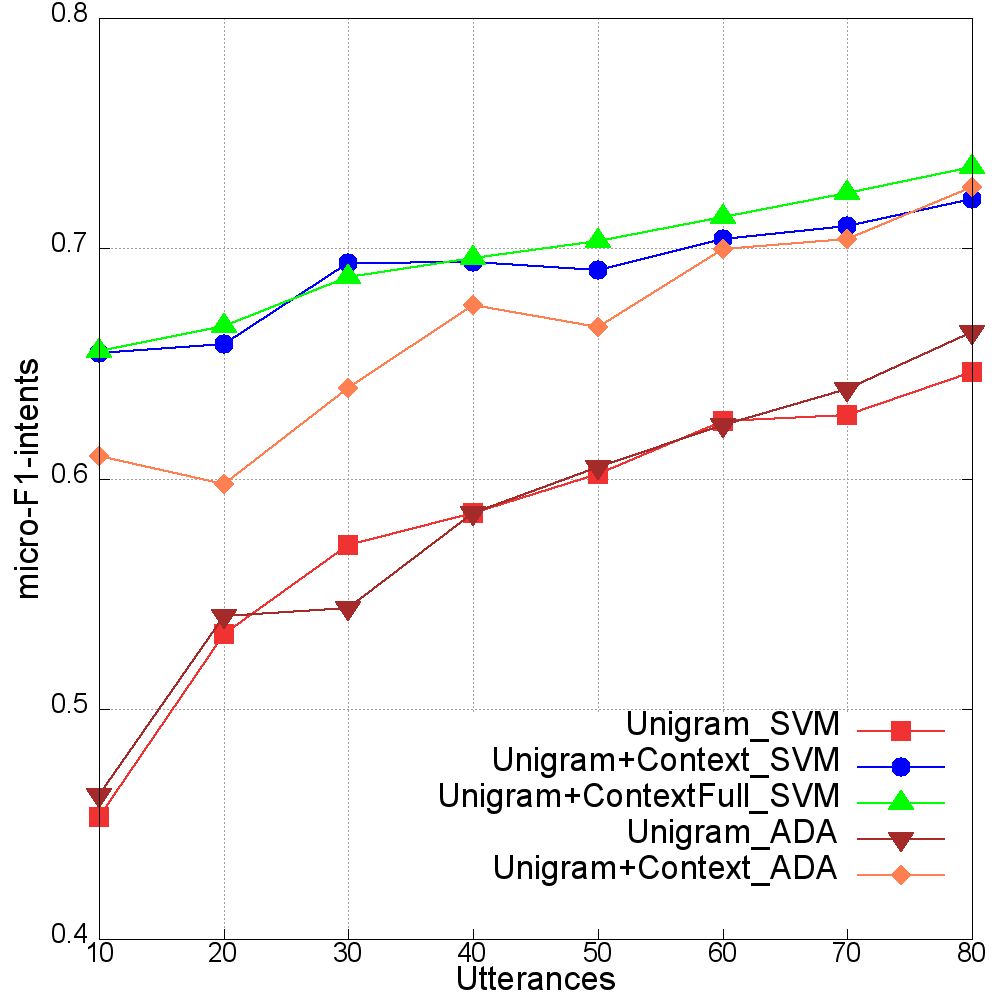 0.8
0.7
0.6
0.5
0.4
micro-F1-intents
10 20 30 40 50 60 70 80
Utterances
Unigram_SVM
Unigram+Context_SVM
Unigram+ContextFull_SVM
Unigram_ADA
Unigram+Context_ADA